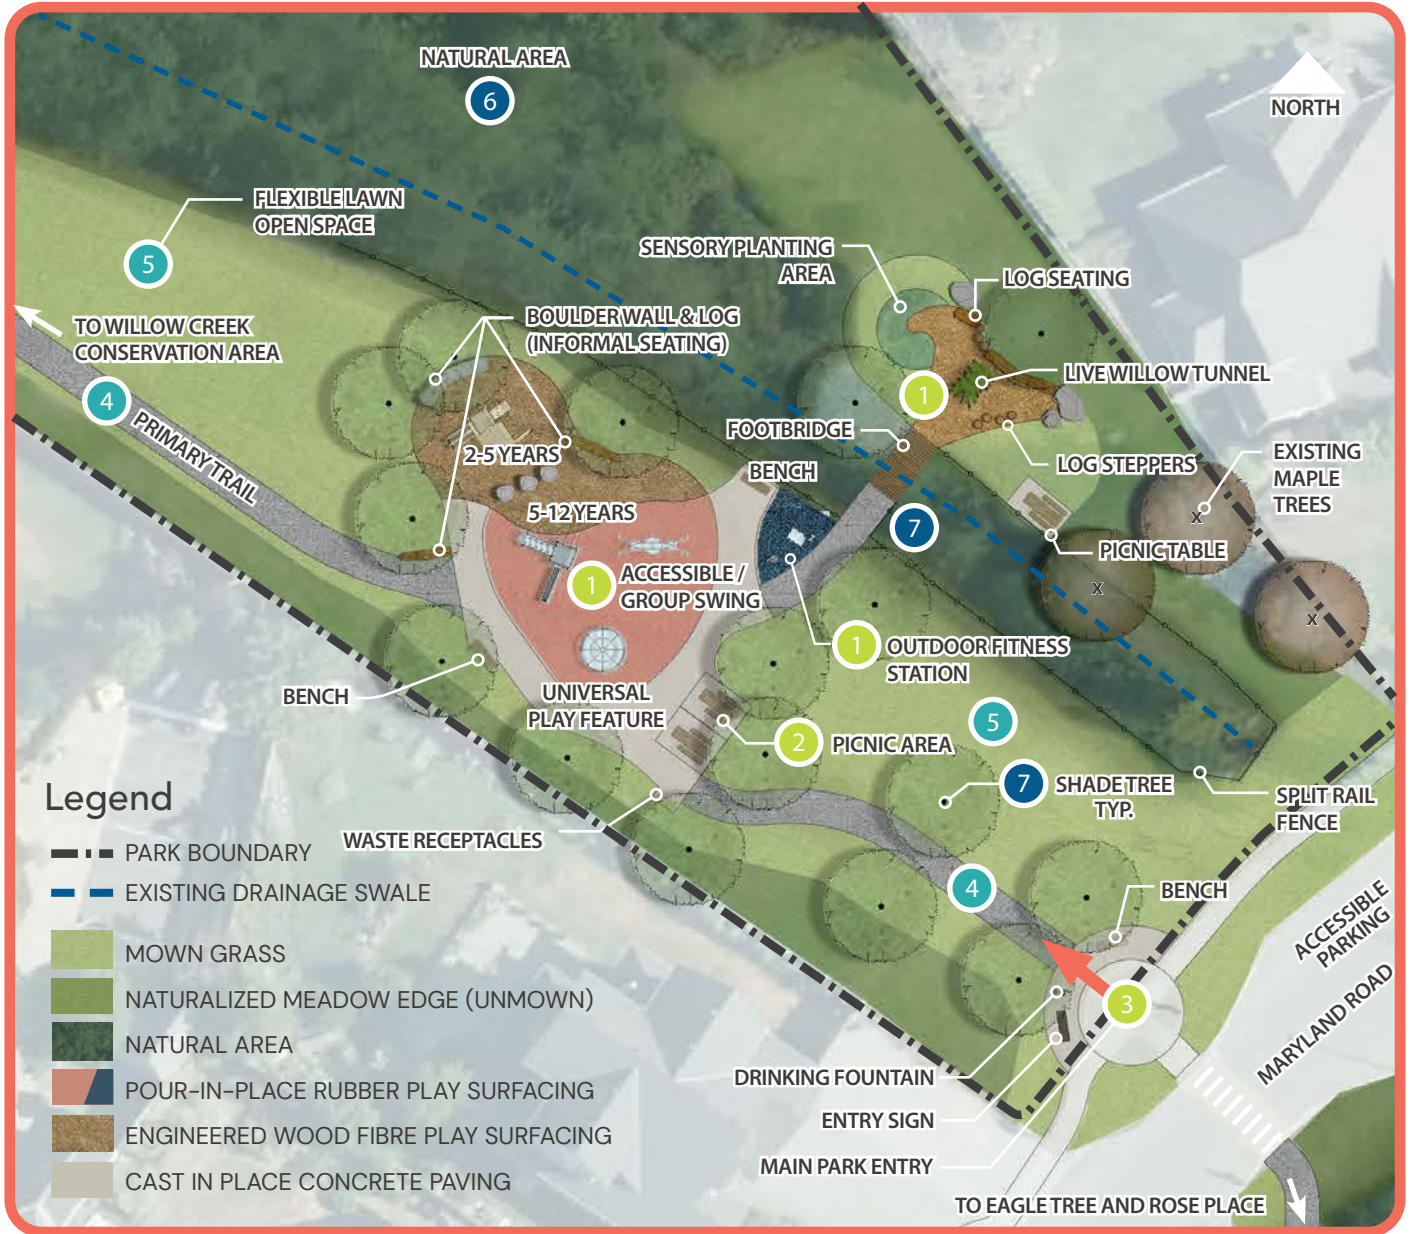 NATURAL AREA
6
NORTH
FLEXIBLE LAWN
OPEN SPACE
5
SENSORY PLANTING
AREA
LOG SEATING
TO WILLOW CREEK
CONSERVATION AREA
BOULDER WALL & LOG
(INFORMAL SEATING)
LIVE WILLOW TUNNEL
1
4
PRIMARY TRAIL
FOOTBRIDGE
2-5 YEARS
BENCH
LOG STEPPERS
EXISTING
MAPLE
TREES
X
5-12 YEARS
7
PICNIC TABLE
1
ACCESSIBLE /
GROUP SWING
X
X
1
OUTDOOR FITNESS
STATION
BENCH
UNIVERSAL
PLAY FEATURE
5
2
PICNIC AREA
7
SHADE TREE
TYP.
SPLIT RAIL
FENCE
WASTE RECEPTACLES
4
BENCH
ACCESSIBLE
PARKING
3
MARYLAND ROAD
DRINKING FOUNTAIN
ENTRY SIGN
MAIN PARK ENTRY
TO EAGLE TREE AND ROSE PLACE
Legend
PARK BOUNDARY
EXISTING DRAINAGE SWALE
MOWN GRASS
NATURALIZED MEADOW EDGE (UNMOWN)
NATURAL AREA
POUR-IN-PLACE RUBBER PLAY SURFACING
ENGINEERED WOOD FIBRE PLAY SURFACING
CAST IN PLACE CONCRETE PAVING